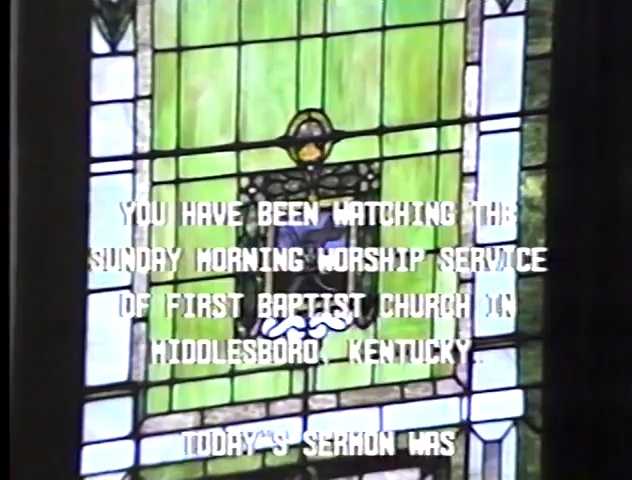 YOU HAVE BEEN WATCHING THE
SUNDAY MORNING WORSHIP SERVICE
OF FIRST BAPTIST CHURCH IN
MIDDLESBORO, KENTUCKY.
TODAY'S SERMON WAS